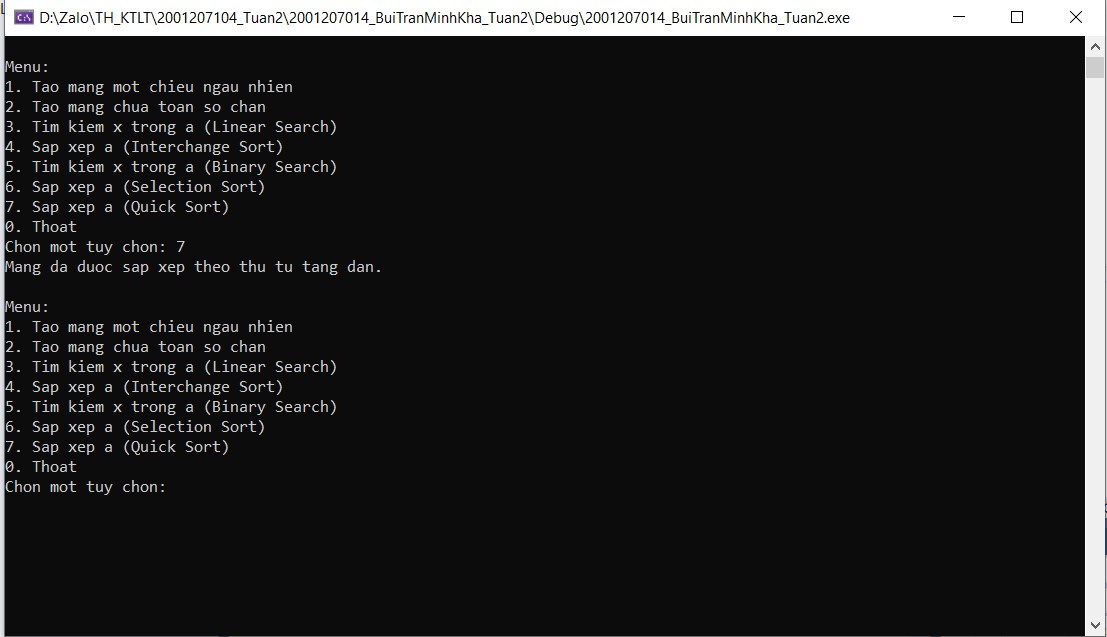 D:\Zalo\TH_KTLT\2001207104_Tuan2\2001207014_BuiTranMinhKha_Tuan2\Debug\2001207014_BuiTranMinhKha_Tuan2.exe
Menu:
1. Tao mang mot chieu ngau nhien
2. Tao mang chua toan so chan
3. Tim kiem x trong a (Linear Search)
4. Sap xep a (Interchange Sort)
5. Tim kiem x trong a (Binary Search)
6. Sap xep a (Selection Sort)
7. Sap xep a (Quick Sort)
0. Thoat
Chon mot tuy chon: 7
Mang da duoc sap xep theo thu tu tang dan.
Menu:
1. Tao mang mot chieu ngau nhien
2. Tao mang chua toan so chan
3. Tim kiem x trong a (Linear Search)
4. Sap xep a (Interchange Sort)
5. Tim kiem x trong a (Binary Search)
6. Sap xep a (Selection Sort)
7. Sap xep a (Quick Sort)
0. Thoat
Chon mot tuy chon: